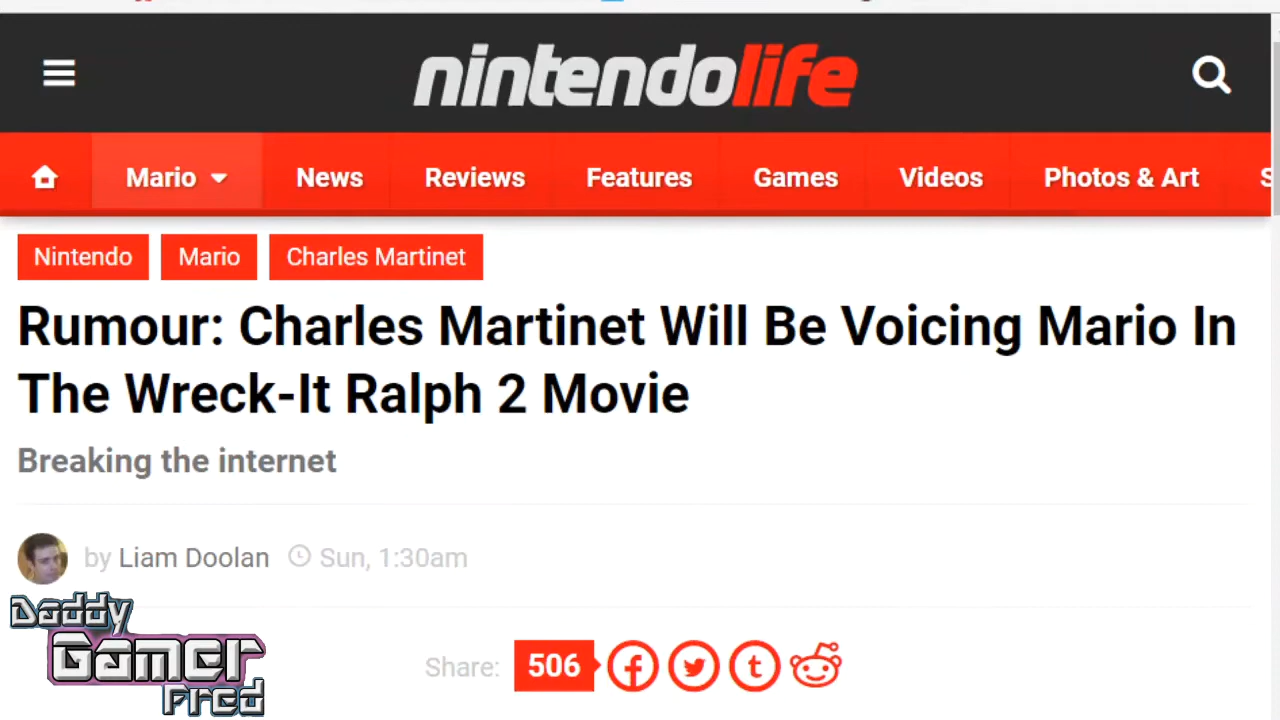 nintendolife
Mario News Reviews Features Games Videos Photos & Art S
Nintendo Mario Charles Martinet
Rumour: Charles Martinet Will Be Voicing Mario In
The Wreck-It Ralph 2 Movie
Breaking the internet
by Liam Doolan Sun, 1:30am
Daddy
Gamer
Fred
Share: 506